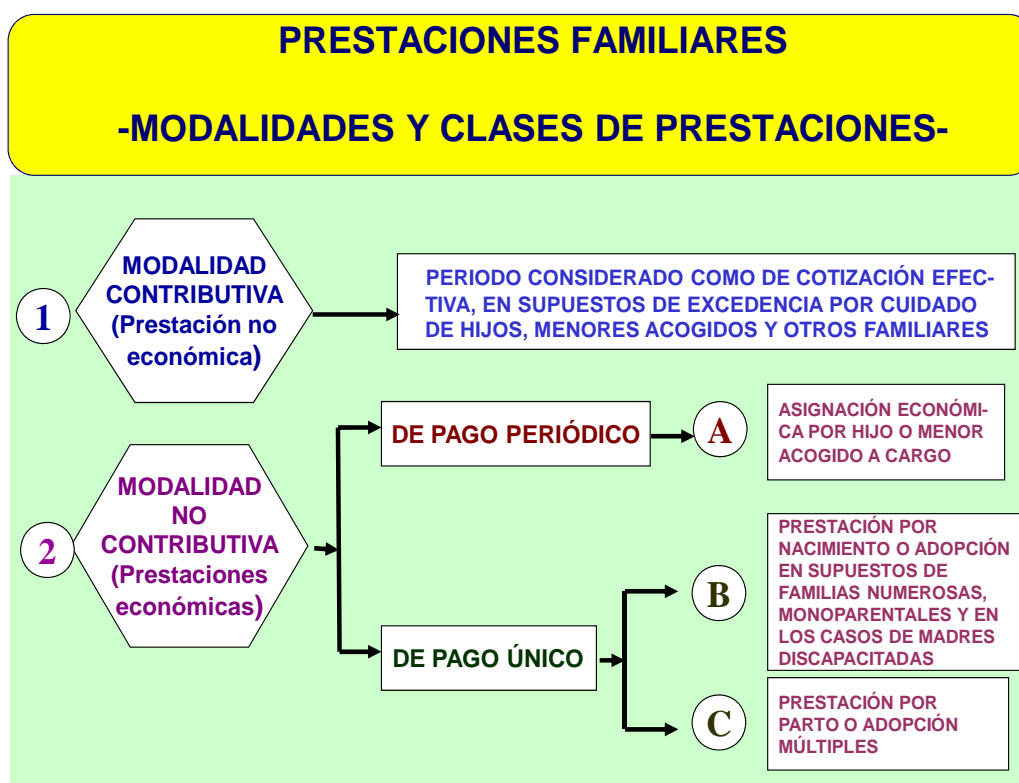 PRESTACIONES FAMILIARES
-MODALIDADES Y CLASES DE PRESTACIONES-
1
MODALIDAD
CONTRIBUTIVA
(Prestación no
económica)
PERIODO CONSIDERADO COMO DE COTIZACIÓN EFEC-
TIVA, EN SUPUESTOS DE EXCEDENCIA POR CUIDADO
DE HIJOS, MENORES ACOGIDOS Y OTROS FAMILIARES
2
MODALIDAD
NO
CONTRIBUTIVA
(Prestaciones
económicas)
DE PAGO PERIÓDICO
A
ASIGNACIÓN ECONÓMI-
CA POR HIJO O MENOR
ACOGIDO A CARGO
DE PAGO ÚNICO
B
PRESTACIÓN POR
NACIMIENTO O ADOPCIÓN
EN SUPUESTOS DE
FAMILIAS NUMEROSAS,
MONOPARENTALES Y EN
LOS CASOS DE MADRES
DISCAPACITADAS
C
PRESTACIÓN POR
PARTO O ADOPCIÓN
MÚLTIPLES